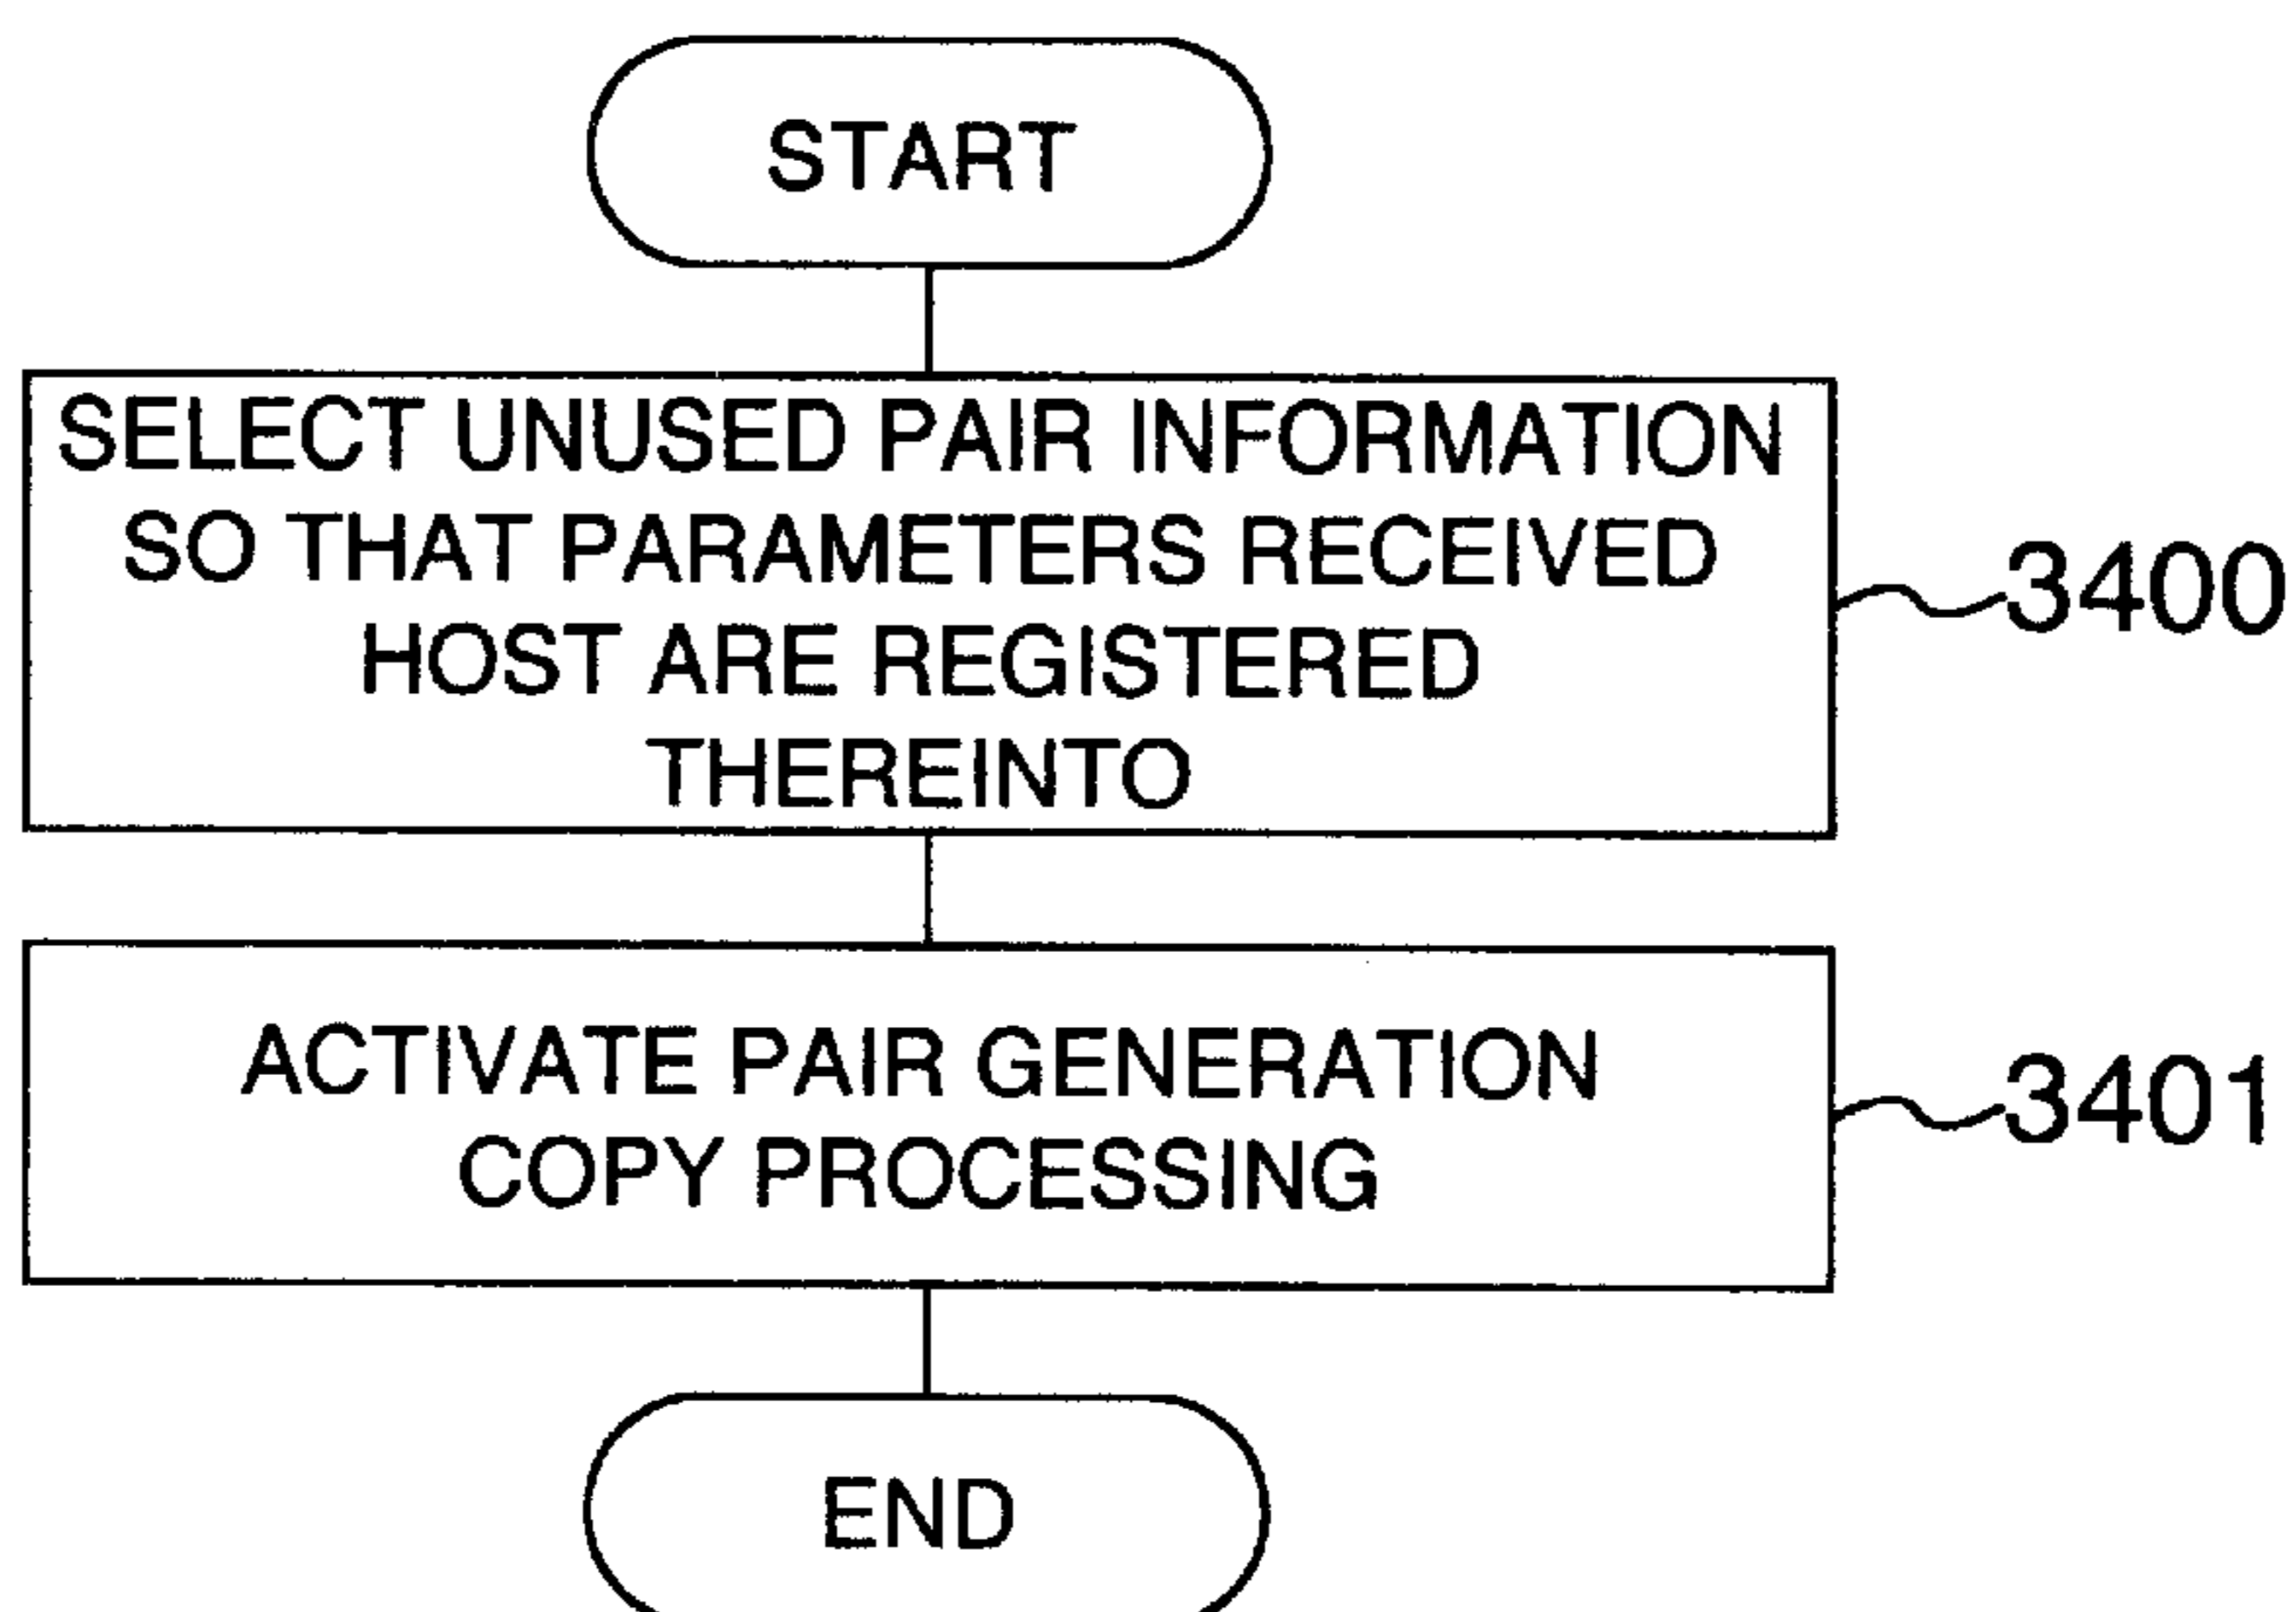 START
SELECT UNUSED PAIR INFORMATION
SO THAT PARAMETERS RECEIVED
HOST ARE REGISTERED
THEREINTO
3400
ACTIVATE PAIR GENERATION
COPY PROCESSING
3401
END